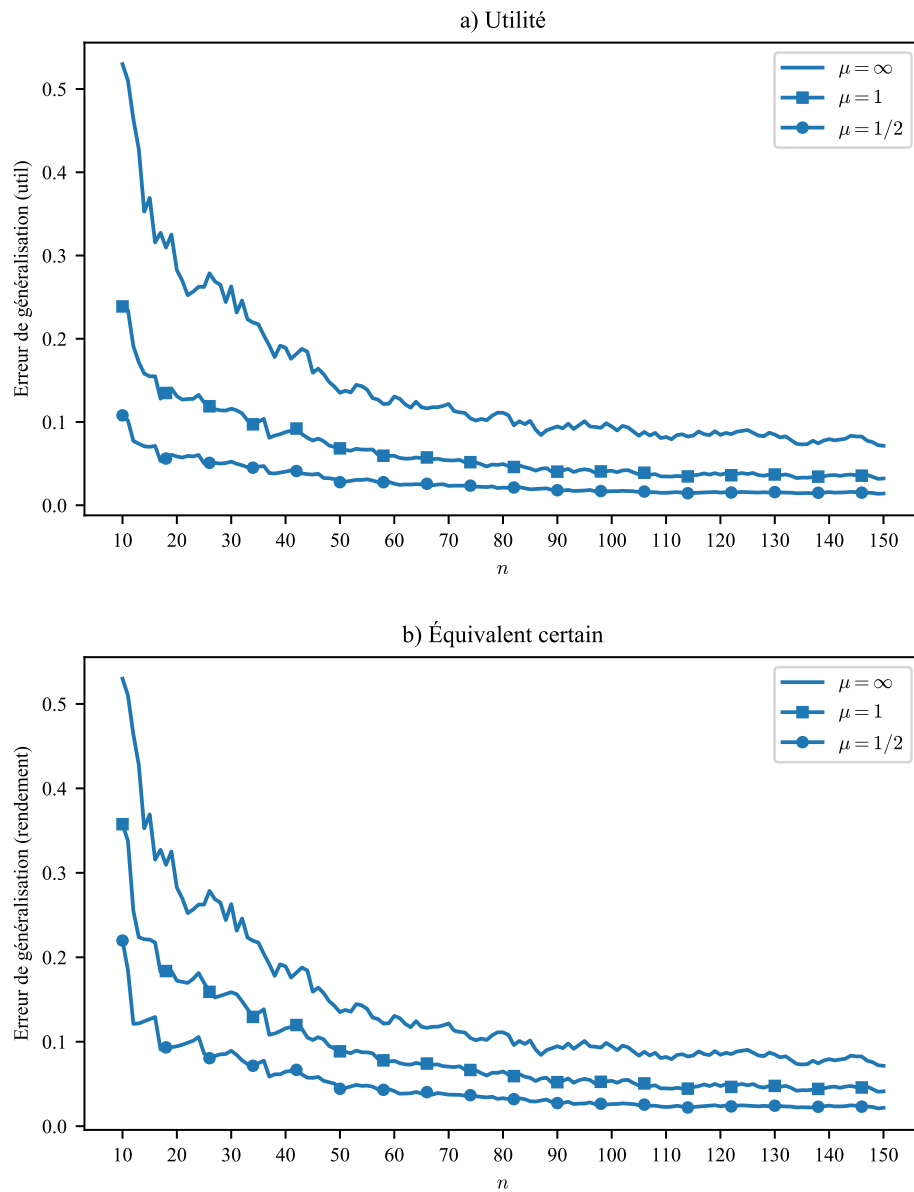 a) Utilité
Erreur de généralisation (util)
0.5
0.4
0.3
0.2
0.1
0.0
μ = ∞
μ = 1
μ = 1/2
10 20 30 40 50 60 70 80 90 100 110 120 130 140 150
n
b) Équivalent certain
Erreur de généralisation (rendement)
0.5
0.4
0.3
0.2
0.1
0.0
μ = ∞
μ = 1
μ = 1/2
10 20 30 40 50 60 70 80 90 100 110 120 130 140 150
n